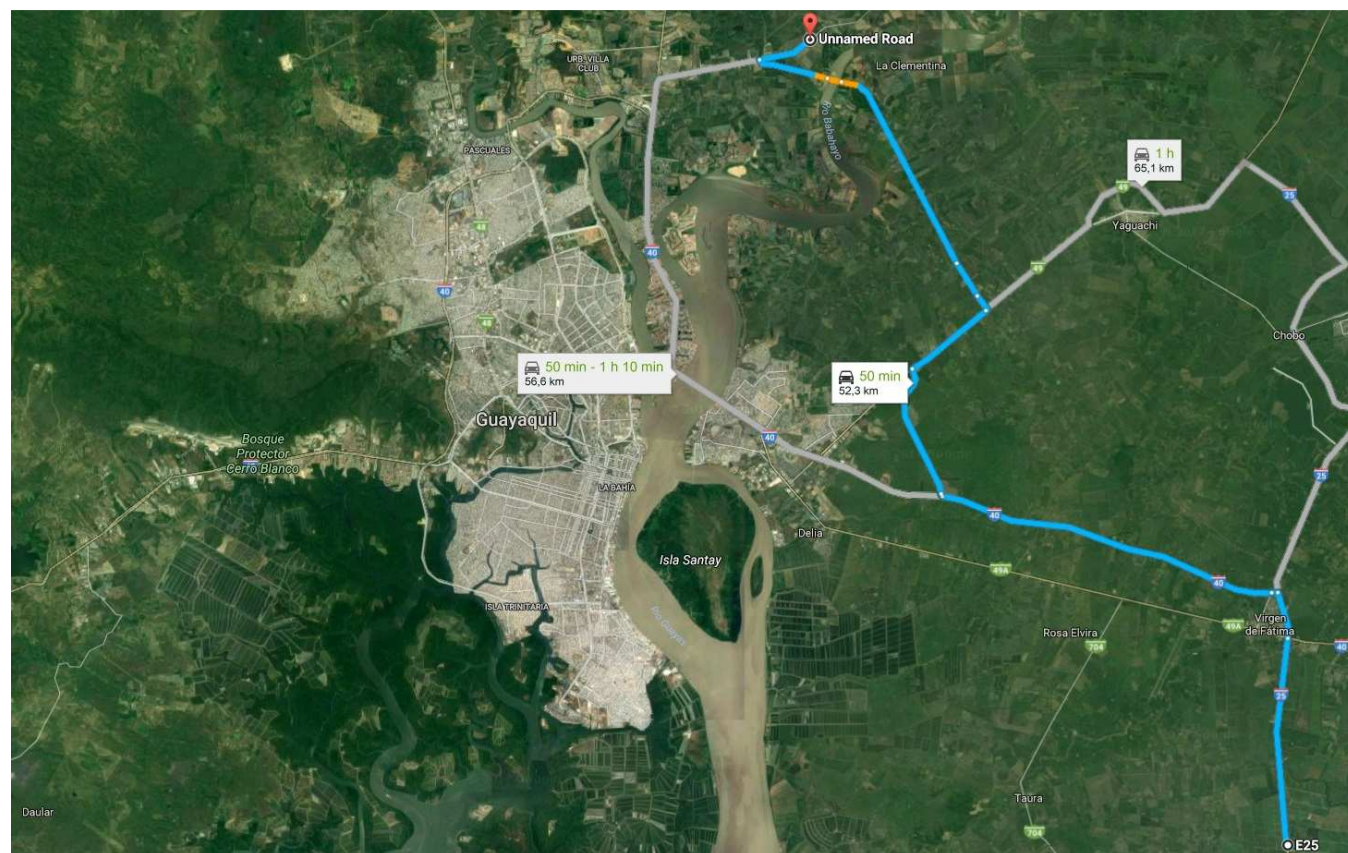 Unnamed Road
URB. VILLA
CLUB
La Clementina
Río Babahayo
PASCUALES
1 h
65,1 km
49
25
Yaguachi
48
40
49
40
48
Chobo
50 min - 1 h 10 min
56,6 km
50 min
52,3 km
Guayaquil
40
Bosque
Protector
Cerro Blanco
LA BAHÍA
25
40
Delia
Isla Santay
49A
40
ISLA TRINITARIA
Río Guayas
Virgen
de Fátima
49A
Rosa Elvira
704
40
25
Taura
Daular
704
E25